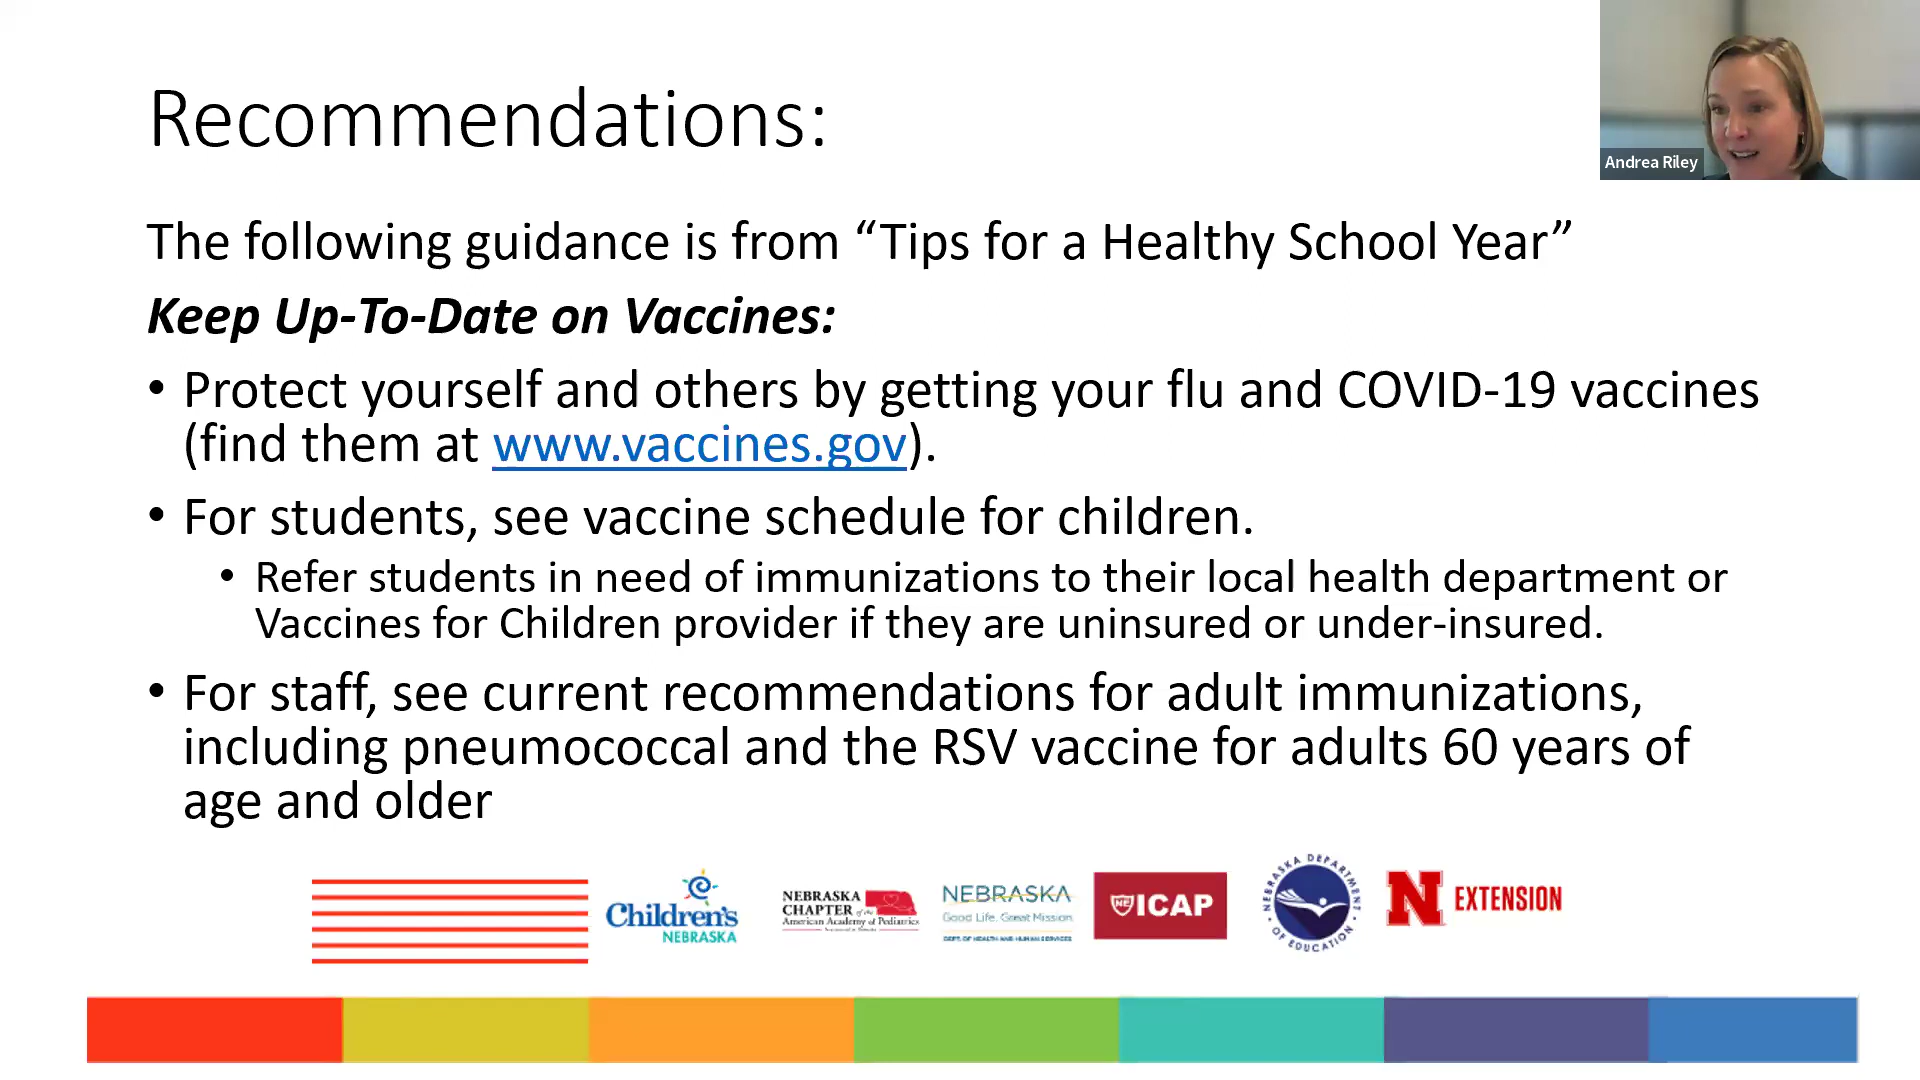 Recommendations:
Andrea Riley
The following guidance is from “Tips for a Healthy School Year”
Keep Up-To-Date on Vaccines:
• Protect yourself and others by getting your flu and COVID-19 vaccines
(find them at www.vaccines.gov).
• For students, see vaccine schedule for children.
• Refer students in need of immunizations to their local health department or
Vaccines for Children provider if they are uninsured or under-insured.
• For staff, see current recommendations for adult immunizations,
including pneumococcal and the RSV vaccine for adults 60 years of
age and older
Children's
NEBRASKA
NEBRASKA
CHAPTER of the
American Academy of Pediatrics
NEBRASKA
Good Life. Great Mission.
DEPT. OF HEALTH AND HUMAN SERVICES
NE ICAP
NEBRASKA DEPARTMENT
OF EDUCATION
N EXTENSION